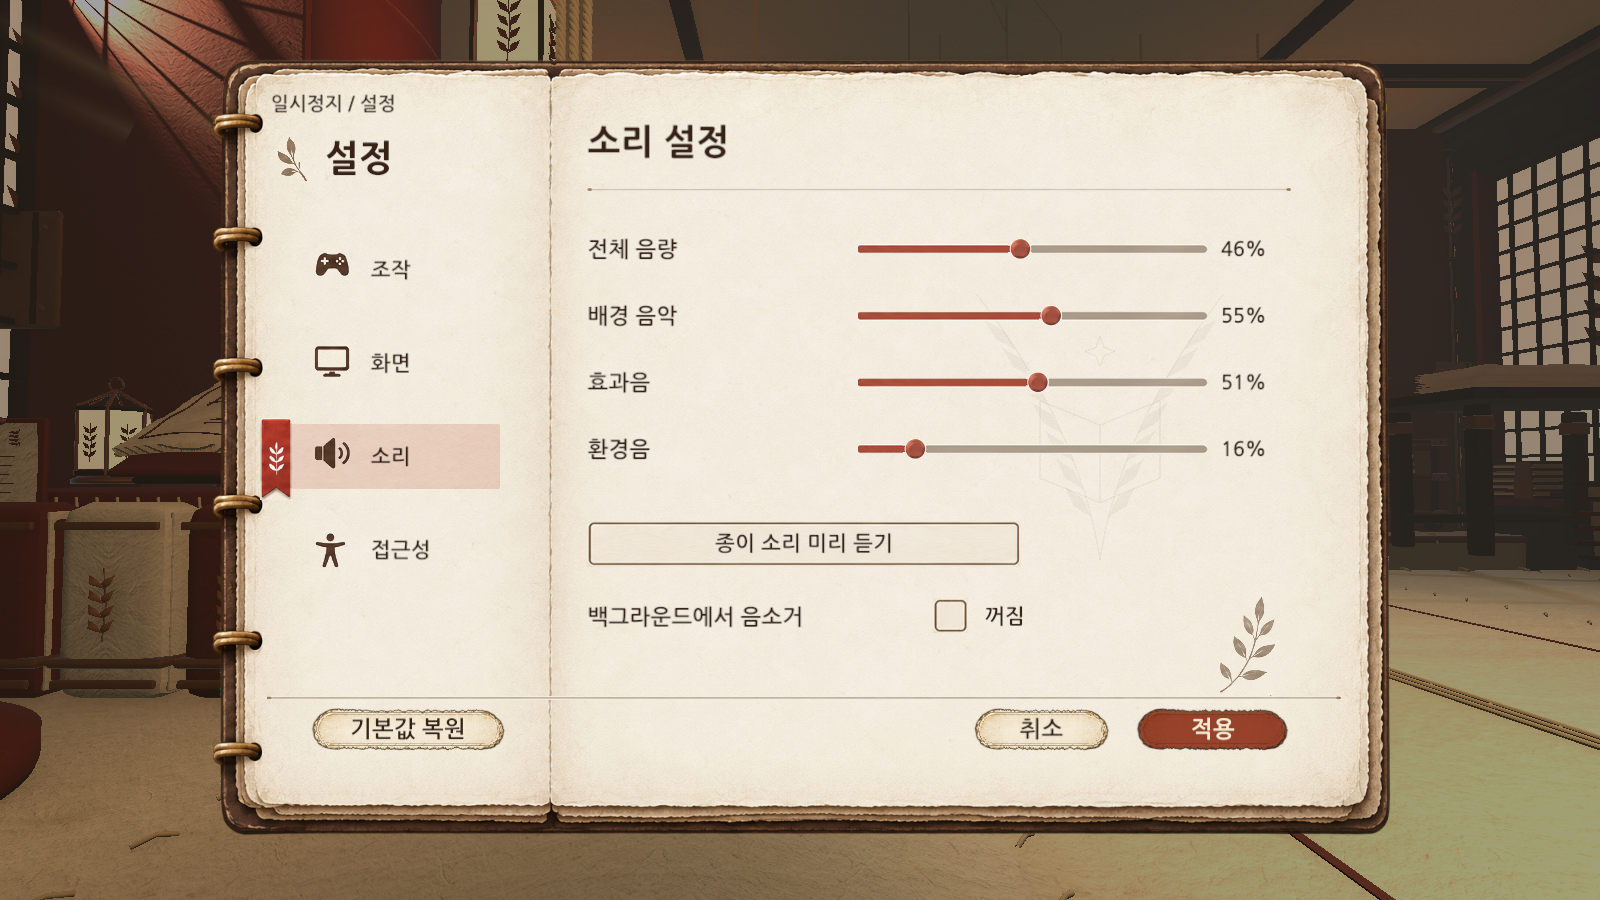 일시정지 / 설정
설정
조작
화면
소리
접근성
소리 설정
전체 음량 46%
배경 음악 55%
효과음 51%
환경음 16%
종이 소리 미리 듣기
백그라운드에서 음소거 꺼짐
기본값 복원
취소
적용